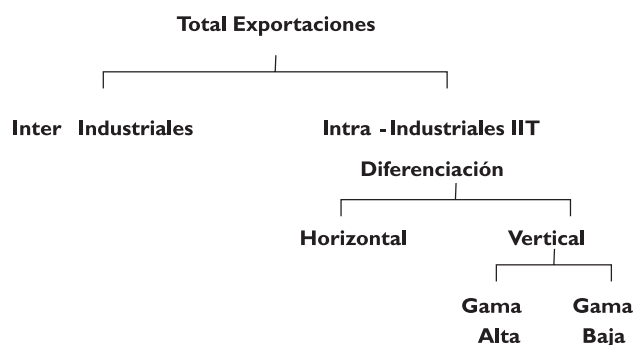 Total Exportaciones
Inter Industriales Intra - Industriales IIT
Diferenciación
Horizontal Vertical
Gama Gama
Alta Baja